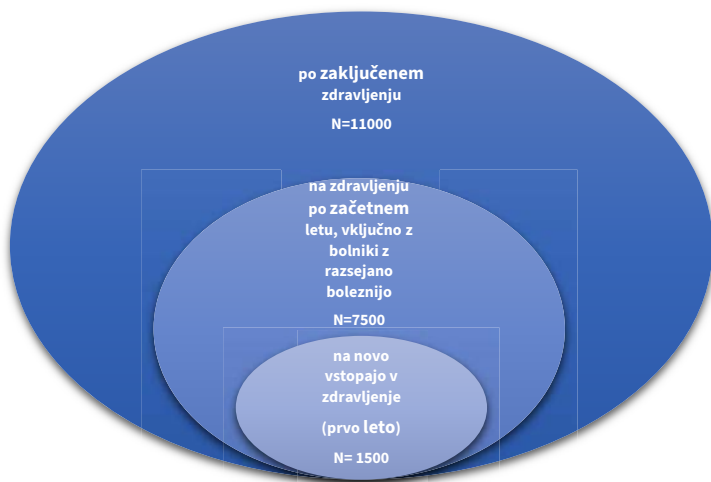 po zaključenem
zdravljenju
N=11000
na zdravljenju
po začetnem
letu, vključno z
bolniki z
razsejano
boleznijo
N=7500
na novo
vstopajo v
zdravljenje
(prvo leto)
N= 1500